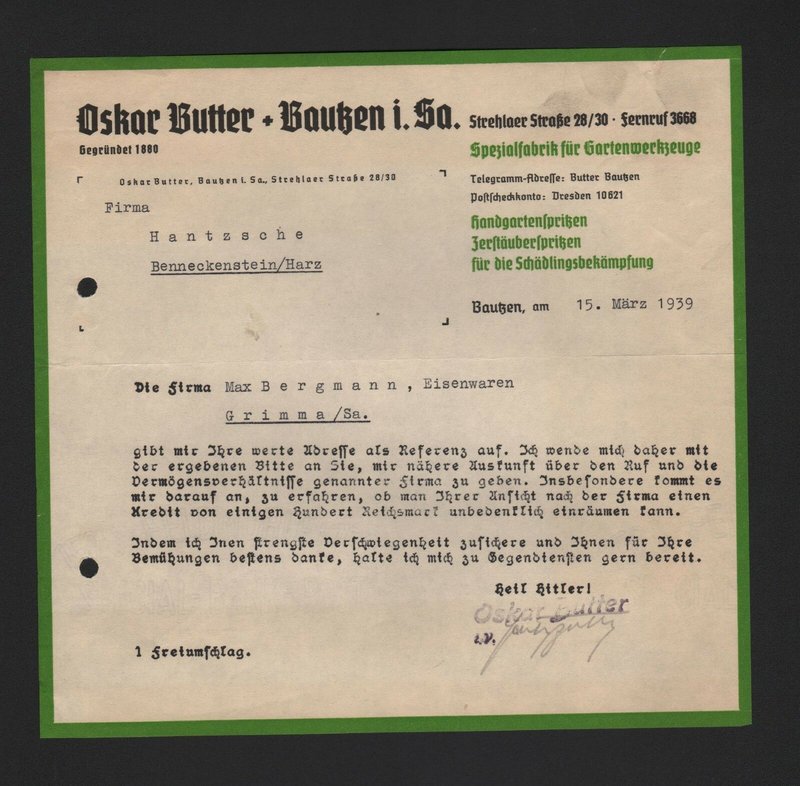 Oskar Butter + Bautzen i. Sa. Strehlaer Straße 28/30 · Fernruf 3668
Gegründet 1880
Spezialfabrik für Gartenwerkzeuge
Oskar Butter, Bautzen i. Sa., Strehlaer Straße 28/30
Telegramm-Adresse: Butter Bautzen
Postscheckkonto: Dresden 10621
Firma
Hantzsche
Benneckenstein/Harz
Handgartenspritzen
Zerstäuberspritzen
für die Schädlingsbekämpfung
Bautzen, am 15. März 1939
Die Firma Max Bergmann, Eisenwaren
Grimma/Sa.
gibt mir Ihre werte Adresse als Referenz auf. Ich wende mich daher mit
der ergebenen Bitte an Sie, mir nähere Auskunft über den Ruf und die
Vermögensverhältnisse genannter Firma zu geben. Insbesondere kommt es
mir darauf an, zu erfahren, ob man Ihrer Ansicht nach der Firma einen
Kredit von einigen Hundert Reichsmark unbedenklich einräumen kann.
Indem ich Inen strengste Verschwiegenheit zusichere und Ihnen für Ihre
Bemühungen bestens danke, halte ich mich zu Gegendiensten gern bereit.
Heil Hitler!
Oskar Butter
i.V.
1 Freiumschlag.